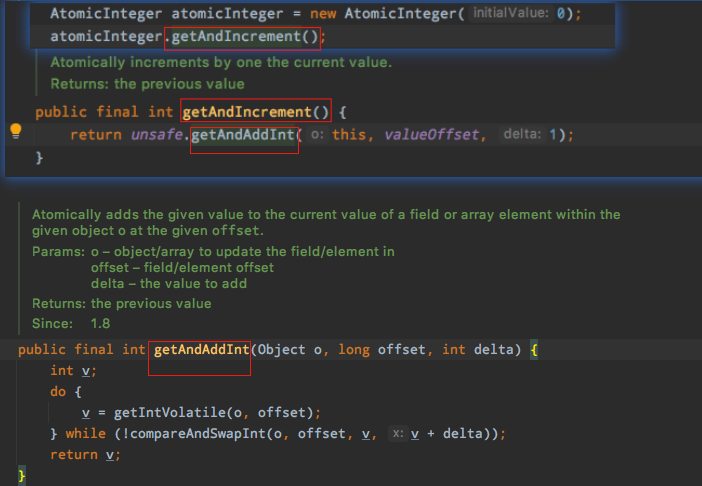 AtomicInteger atomicInteger = new AtomicInteger( initialValue: 0);
atomicInteger.getAndIncrement();
Atomically increments by one the current value.
Returns: the previous value
public final int getAndIncrement() {
return unsafe.getAndAddInt( o: this, valueOffset, delta: 1);
}
Atomically adds the given value to the current value of a field or array element within the
given object o at the given offset.
Params: o – object/array to update the field/element in
offset – field/element offset
delta – the value to add
Returns: the previous value
Since: 1.8
public final int getAndAddInt(Object o, long offset, int delta) {
int v;
do {
v = getIntVolatile(o, offset);
} while (!compareAndSwapInt(o, offset, v, x: v + delta));
return v;
}